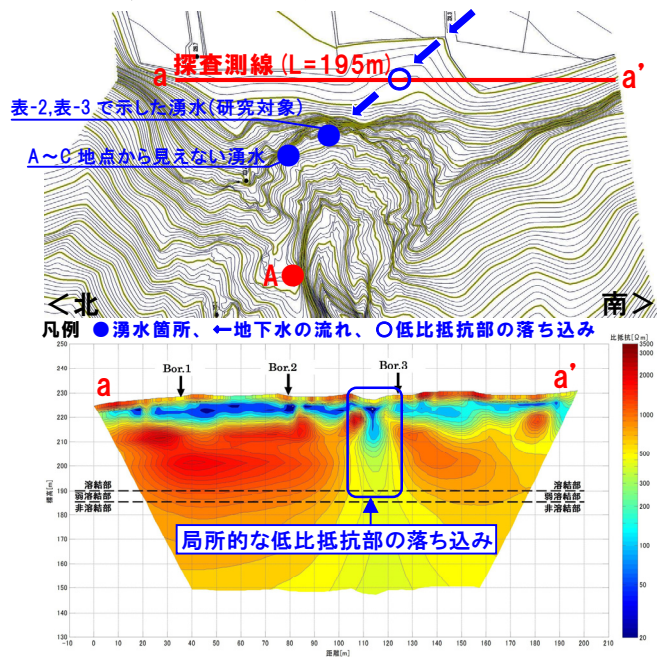 a 探査測線(L=195m) a'
表-2,表-3で示した湧水(研究対象)
A～C 地点から見えない湧水
A
＜北 南＞
凡例 ●湧水箇所、←地下水の流れ、○低比抵抗部の落ち込み
比抵抗[Ωm]
a a'
Bor.1 Bor.2 Bor.3
標高[m]
250
240
230
220
210
200
190
180
170
160
150
140
130
溶結部 溶結部
弱溶結部 弱溶結部
非溶結部 非溶結部
局所的な低比抵抗部の落ち込み
-10 0 10 20 30 40 50 60 70 80 90 100 110 120 130 140 150 160 170 180 190 200 210
距離[m]
3500
3000
2000
1000
500
400
300
200
100
50
40
30
20